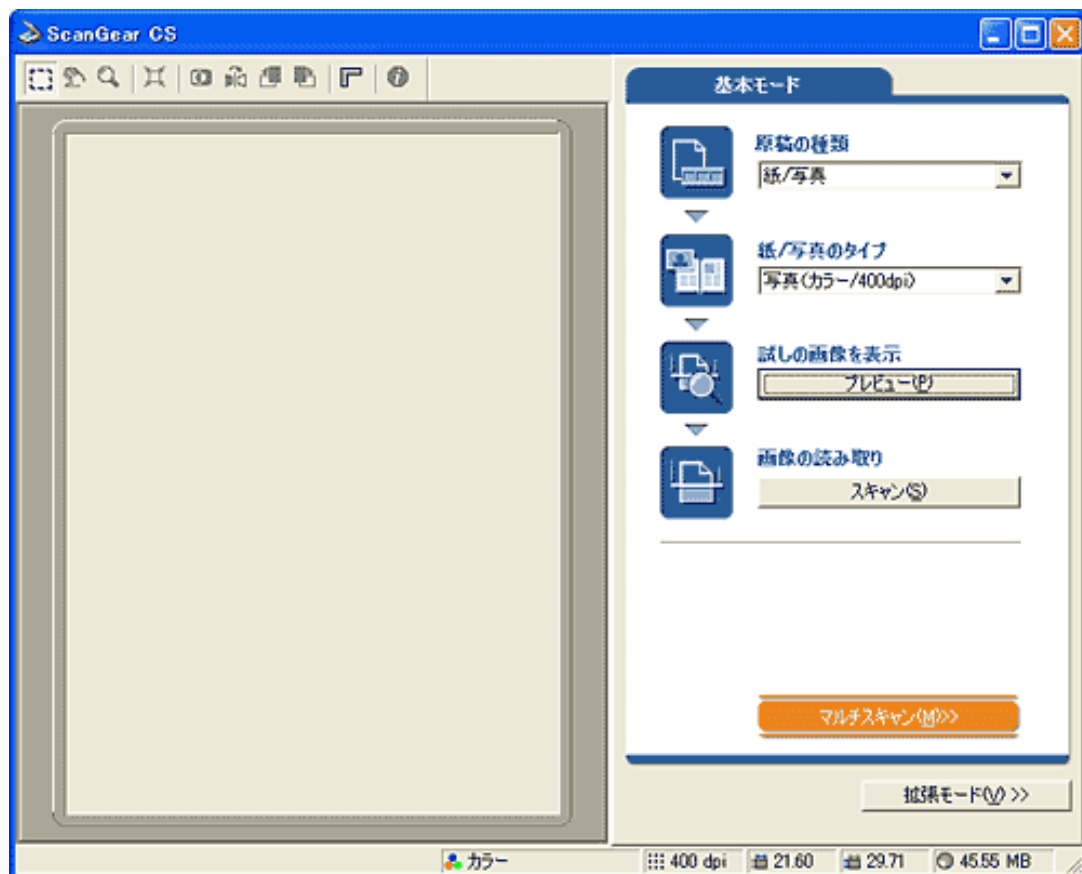 ScanGear CS
基本モード
原稿の種類
紙/写真
紙/写真のタイプ
写真(カラー/400dpi)
試しの画像を表示
プレビュー(P)
画像の読み取り
スキャン(S)
マルチスキャン(M)>>
拡張モード(V) >>
カラー
400 dpi
21.60
29.71
45.55 MB